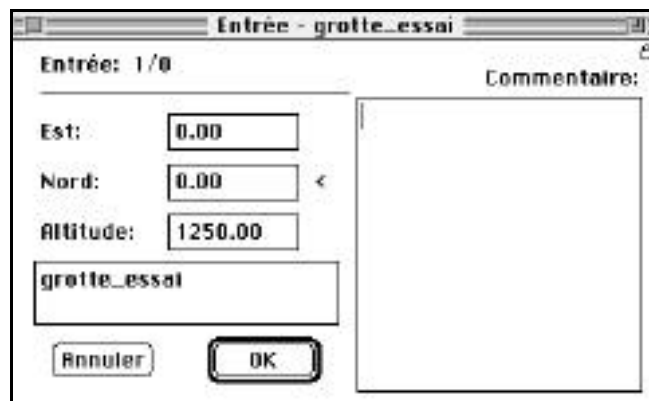 Entrée - grotte_essai
Entrée: 1/0
Commentaire:
Est: 0.00
Nord: 0.00 <
Altitude: 1250.00
grotte_essai
Annuler OK